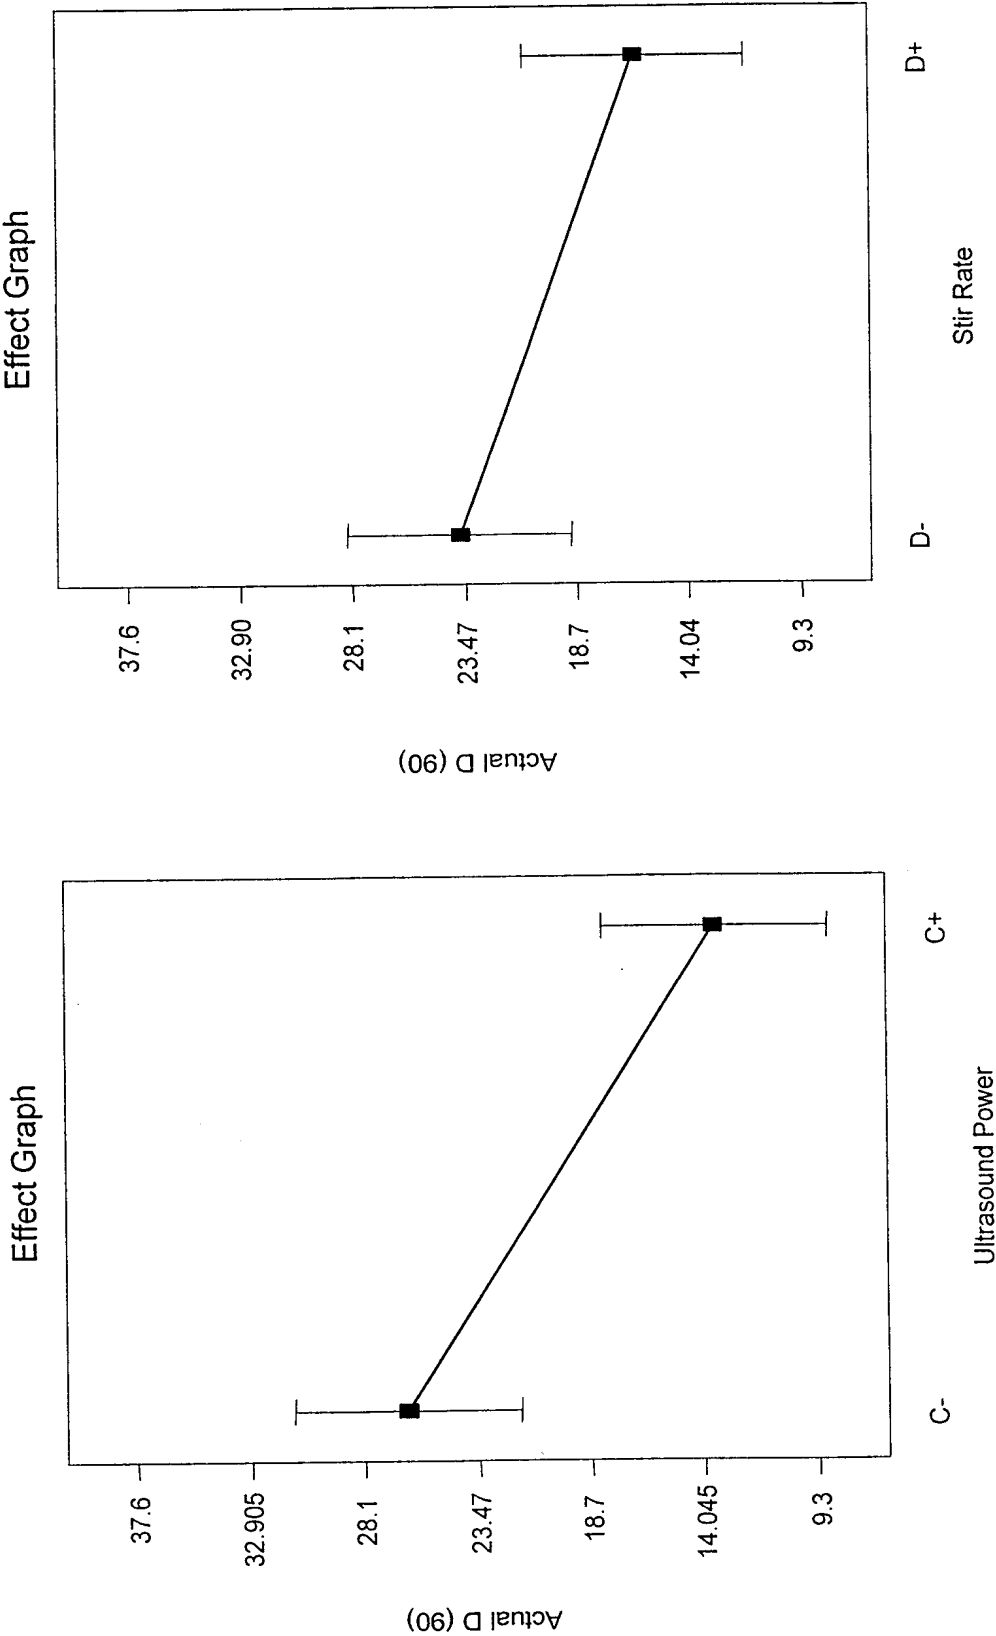 Effect Graph
Actual D (90)
37.6
32.905
28.1
23.47
18.7
14.045
9.3
C-
C+
Ultrasound Power
Effect Graph
Actual D (90)
37.6
32.90
28.1
23.47
18.7
14.04
9.3
D-
D+
Stir Rate